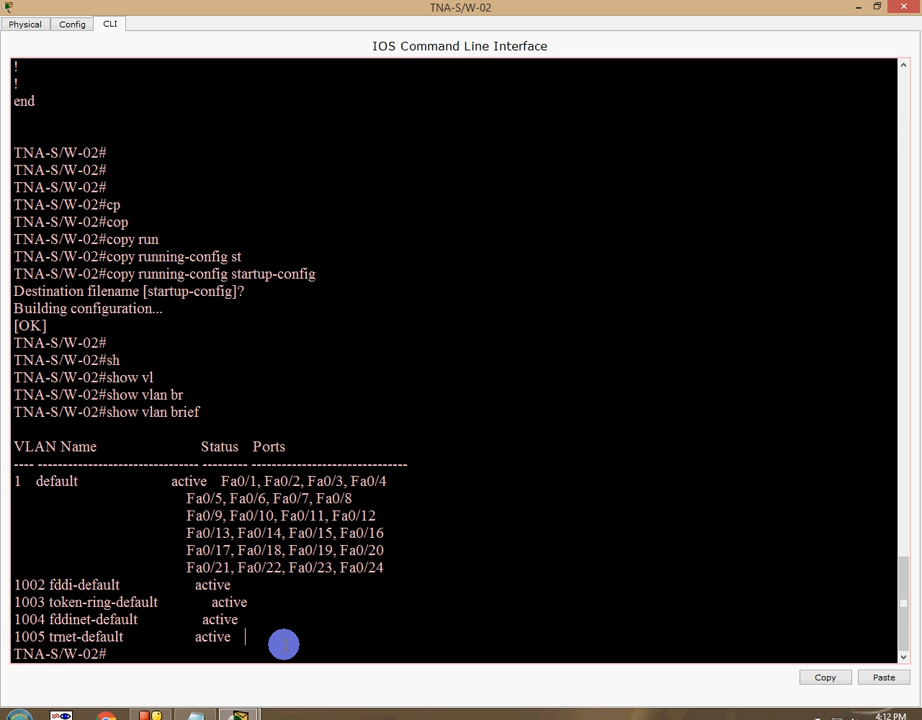 TNA-S/W-02
Physical Config CLI
IOS Command Line Interface
!
!
end
TNA-S/W-02#
TNA-S/W-02#
TNA-S/W-02#
TNA-S/W-02#cp
TNA-S/W-02#cop
TNA-S/W-02#copy run
TNA-S/W-02#copy running-config st
TNA-S/W-02#copy running-config startup-config
Destination filename [startup-config]?
Building configuration...
[OK]
TNA-S/W-02#
TNA-S/W-02#sh
TNA-S/W-02#show vl
TNA-S/W-02#show vlan br
TNA-S/W-02#show vlan brief
VLAN Name Status Ports
---- -------------------------------- --------- -------------------------------
1 default active Fa0/1, Fa0/2, Fa0/3, Fa0/4
Fa0/5, Fa0/6, Fa0/7, Fa0/8
Fa0/9, Fa0/10, Fa0/11, Fa0/12
Fa0/13, Fa0/14, Fa0/15, Fa0/16
Fa0/17, Fa0/18, Fa0/19, Fa0/20
Fa0/21, Fa0/22, Fa0/23, Fa0/24
1002 fddi-default active
1003 token-ring-default active
1004 fddinet-default active
1005 trnet-default active
TNA-S/W-02#
Copy Paste
4:12 PM